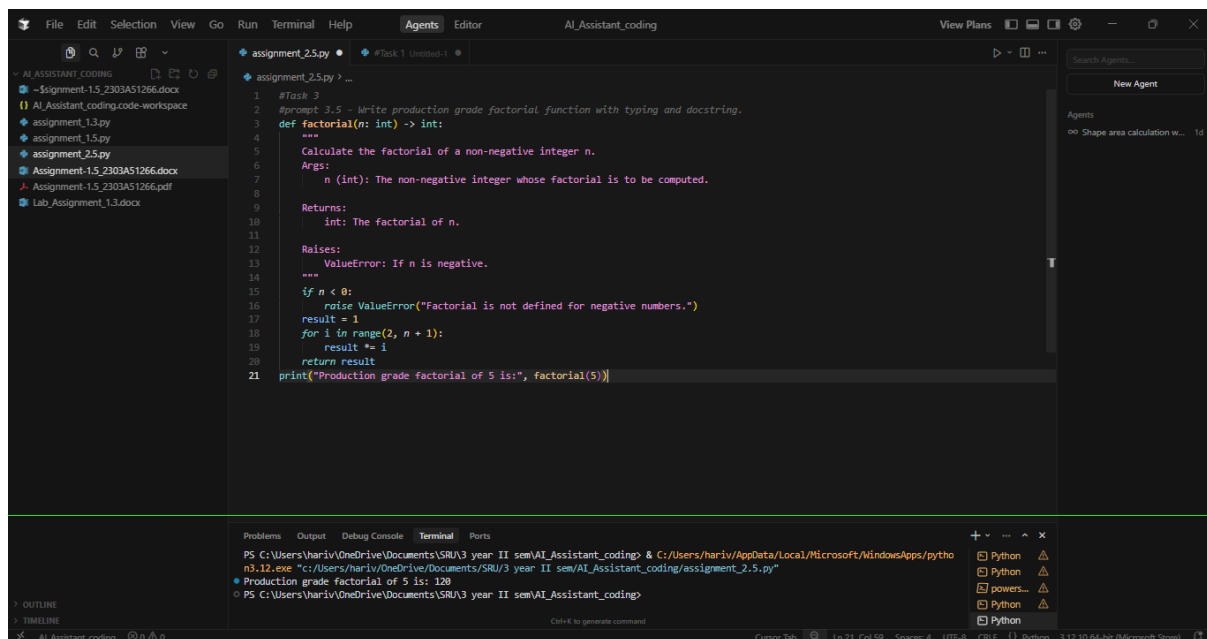 File Edit Selection View Go Run Terminal Help
Agents Editor
AI_Assistant_coding
View Plans
AI_ASSISTANT_CODING
~$signment-1.5_2303A51266.docx
{} AI_Assistant_coding.code-workspace
assignment_1.3.py
assignment_1.5.py
assignment_2.5.py
Assignment-1.5_2303A51266.docx
Assignment-1.5_2303A51266.pdf
Lab_Assignment_1.3.docx
OUTLINE
TIMELINE
assignment_2.5.py
#Task 1 Untitled-1
assignment_2.5.py > ...
1 #Task 3
2 #prompt 3.5 - Write production grade factorial function with typing and docstring.
3 def factorial(n: int) -> int:
4 """
5 Calculate the factorial of a non-negative integer n.
6 Args:
7 n (int): The non-negative integer whose factorial is to be computed.
8
9 Returns:
10 int: The factorial of n.
11
12 Raises:
13 ValueError: If n is negative.
14 """
15 if n < 0:
16 raise ValueError("Factorial is not defined for negative numbers.")
17 result = 1
18 for i in range(2, n + 1):
19 result *= i
20 return result
21 print("Production grade factorial of 5 is:", factorial(5))
Search Agents...
New Agent
Agents
Shape area calculation w... 1d
Problems Output Debug Console Terminal Ports
PS C:\Users\hariv\OneDrive\Documents\SRU\3 year II sem\AI_Assistant_coding> & C:/Users/hariv/AppData/Local/Microsoft/WindowsApps/pytho
n3.12.exe "c:/Users/hariv/OneDrive/Documents/SRU/3 year II sem/AI_Assistant_coding/assignment_2.5.py"
Production grade factorial of 5 is: 120
PS C:\Users\hariv\OneDrive\Documents\SRU\3 year II sem\AI_Assistant_coding>
Ctrl+K to generate command
Python
Python
powers...
Python
Python
AI_Assistant_coding 0 0
Cursor Tab Ln 21, Col 59 Spaces: 4 UTF-8 CRLF {} Python 3.12.10 64-bit (Microsoft Store)